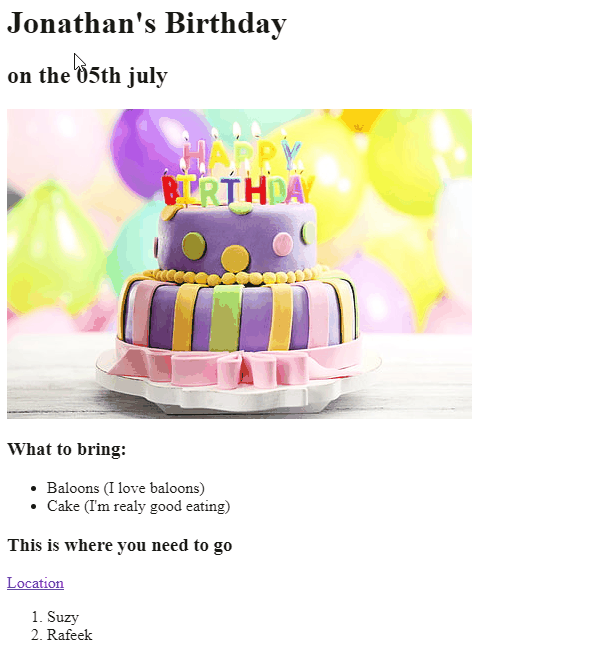 Jonathan's Birthday
on the 05th july
HAPPY
BIRTHDAY
What to bring:
Baloons (I love baloons)
Cake (I'm realy good eating)
This is where you need to go
Location
1. Suzy
2. Rafeek